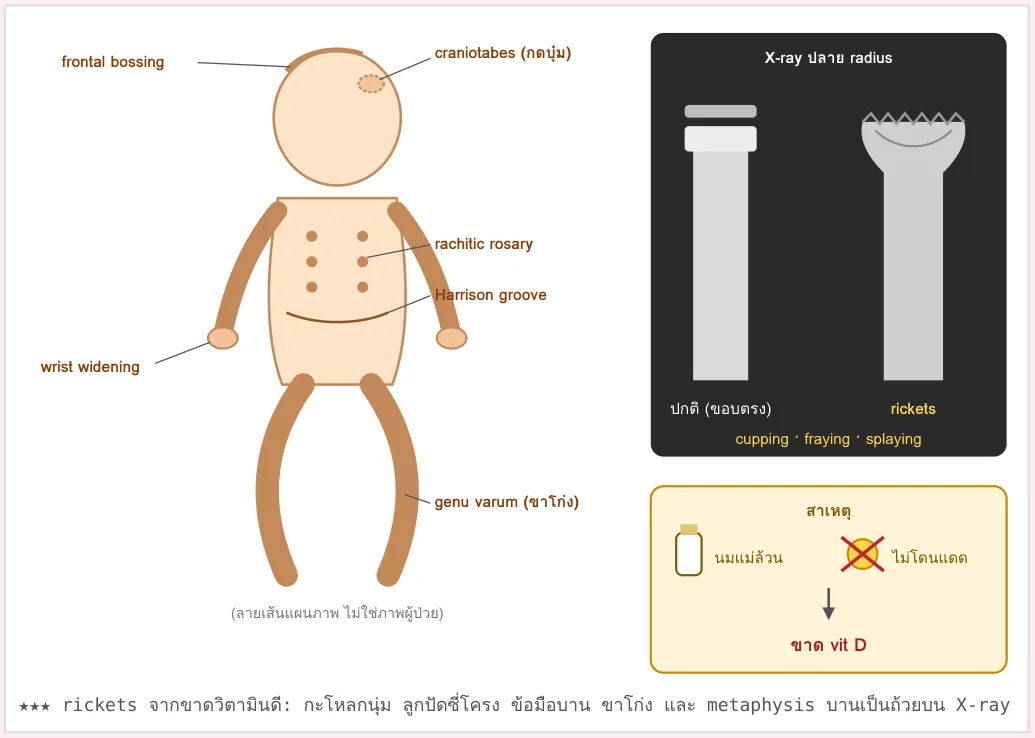 frontal bossing
craniotabes (กดบุ๋ม)
rachitic rosary
Harrison groove
wrist widening
genu varum (ขาโก่ง)
(ลายเส้นแผนภาพ ไม่ใช่ภาพผู้ป่วย)
X-ray ปลาย radius
ปกติ (ขอบตรง)
rickets
cupping · fraying · splaying
สาเหตุ
นมแม่ล้วน
ไม่โดนแดด
ขาด vit D
★★★ rickets จากขาดวิตามินดี: กะโหลกนุ่ม ลูกปัดซี่โครง ข้อมือบาน ขาโก่ง และ metaphysis บานเป็นถ้วยบน X-ray